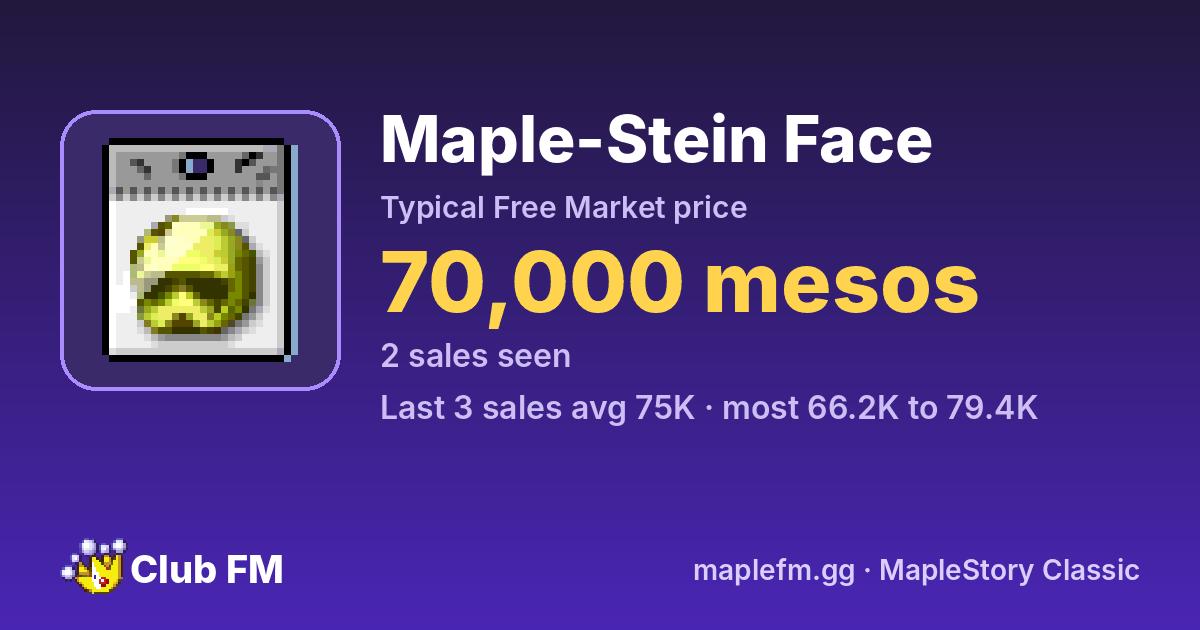 Maple-Stein Face
Typical Free Market price
70,000 mesos
2 sales seen
Last 3 sales avg 75K · most 66.2K to 79.4K
Club FM
maplefm.gg · MapleStory Classic